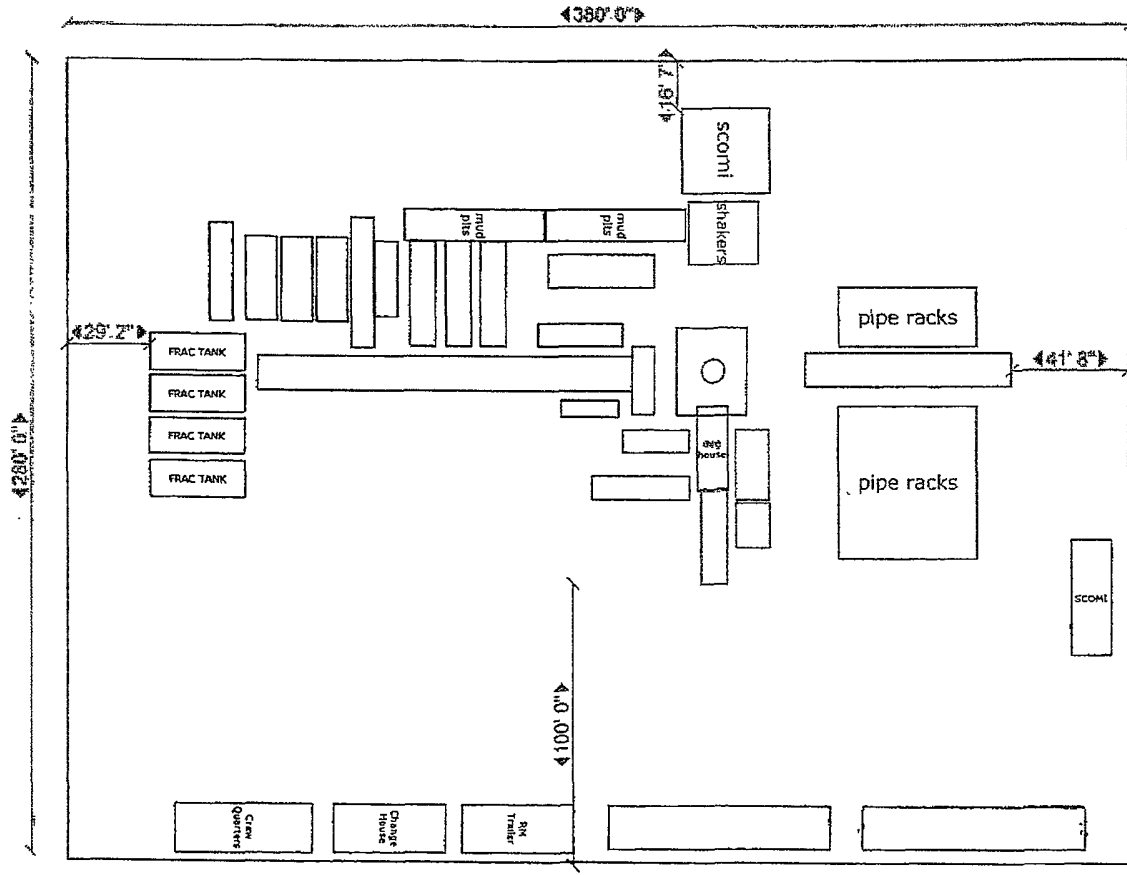 380' 0"
16' 7"
scomi
shakers
mud
pits
mud
pits
29' 2"
pipe racks
41' 8"
FRAC TANK
FRAC TANK
FRAC TANK
FRAC TANK
280' 0"
dog
house
pipe racks
scomi
100' 0"
Crew
Quarters
Change
House
RM
Trailer